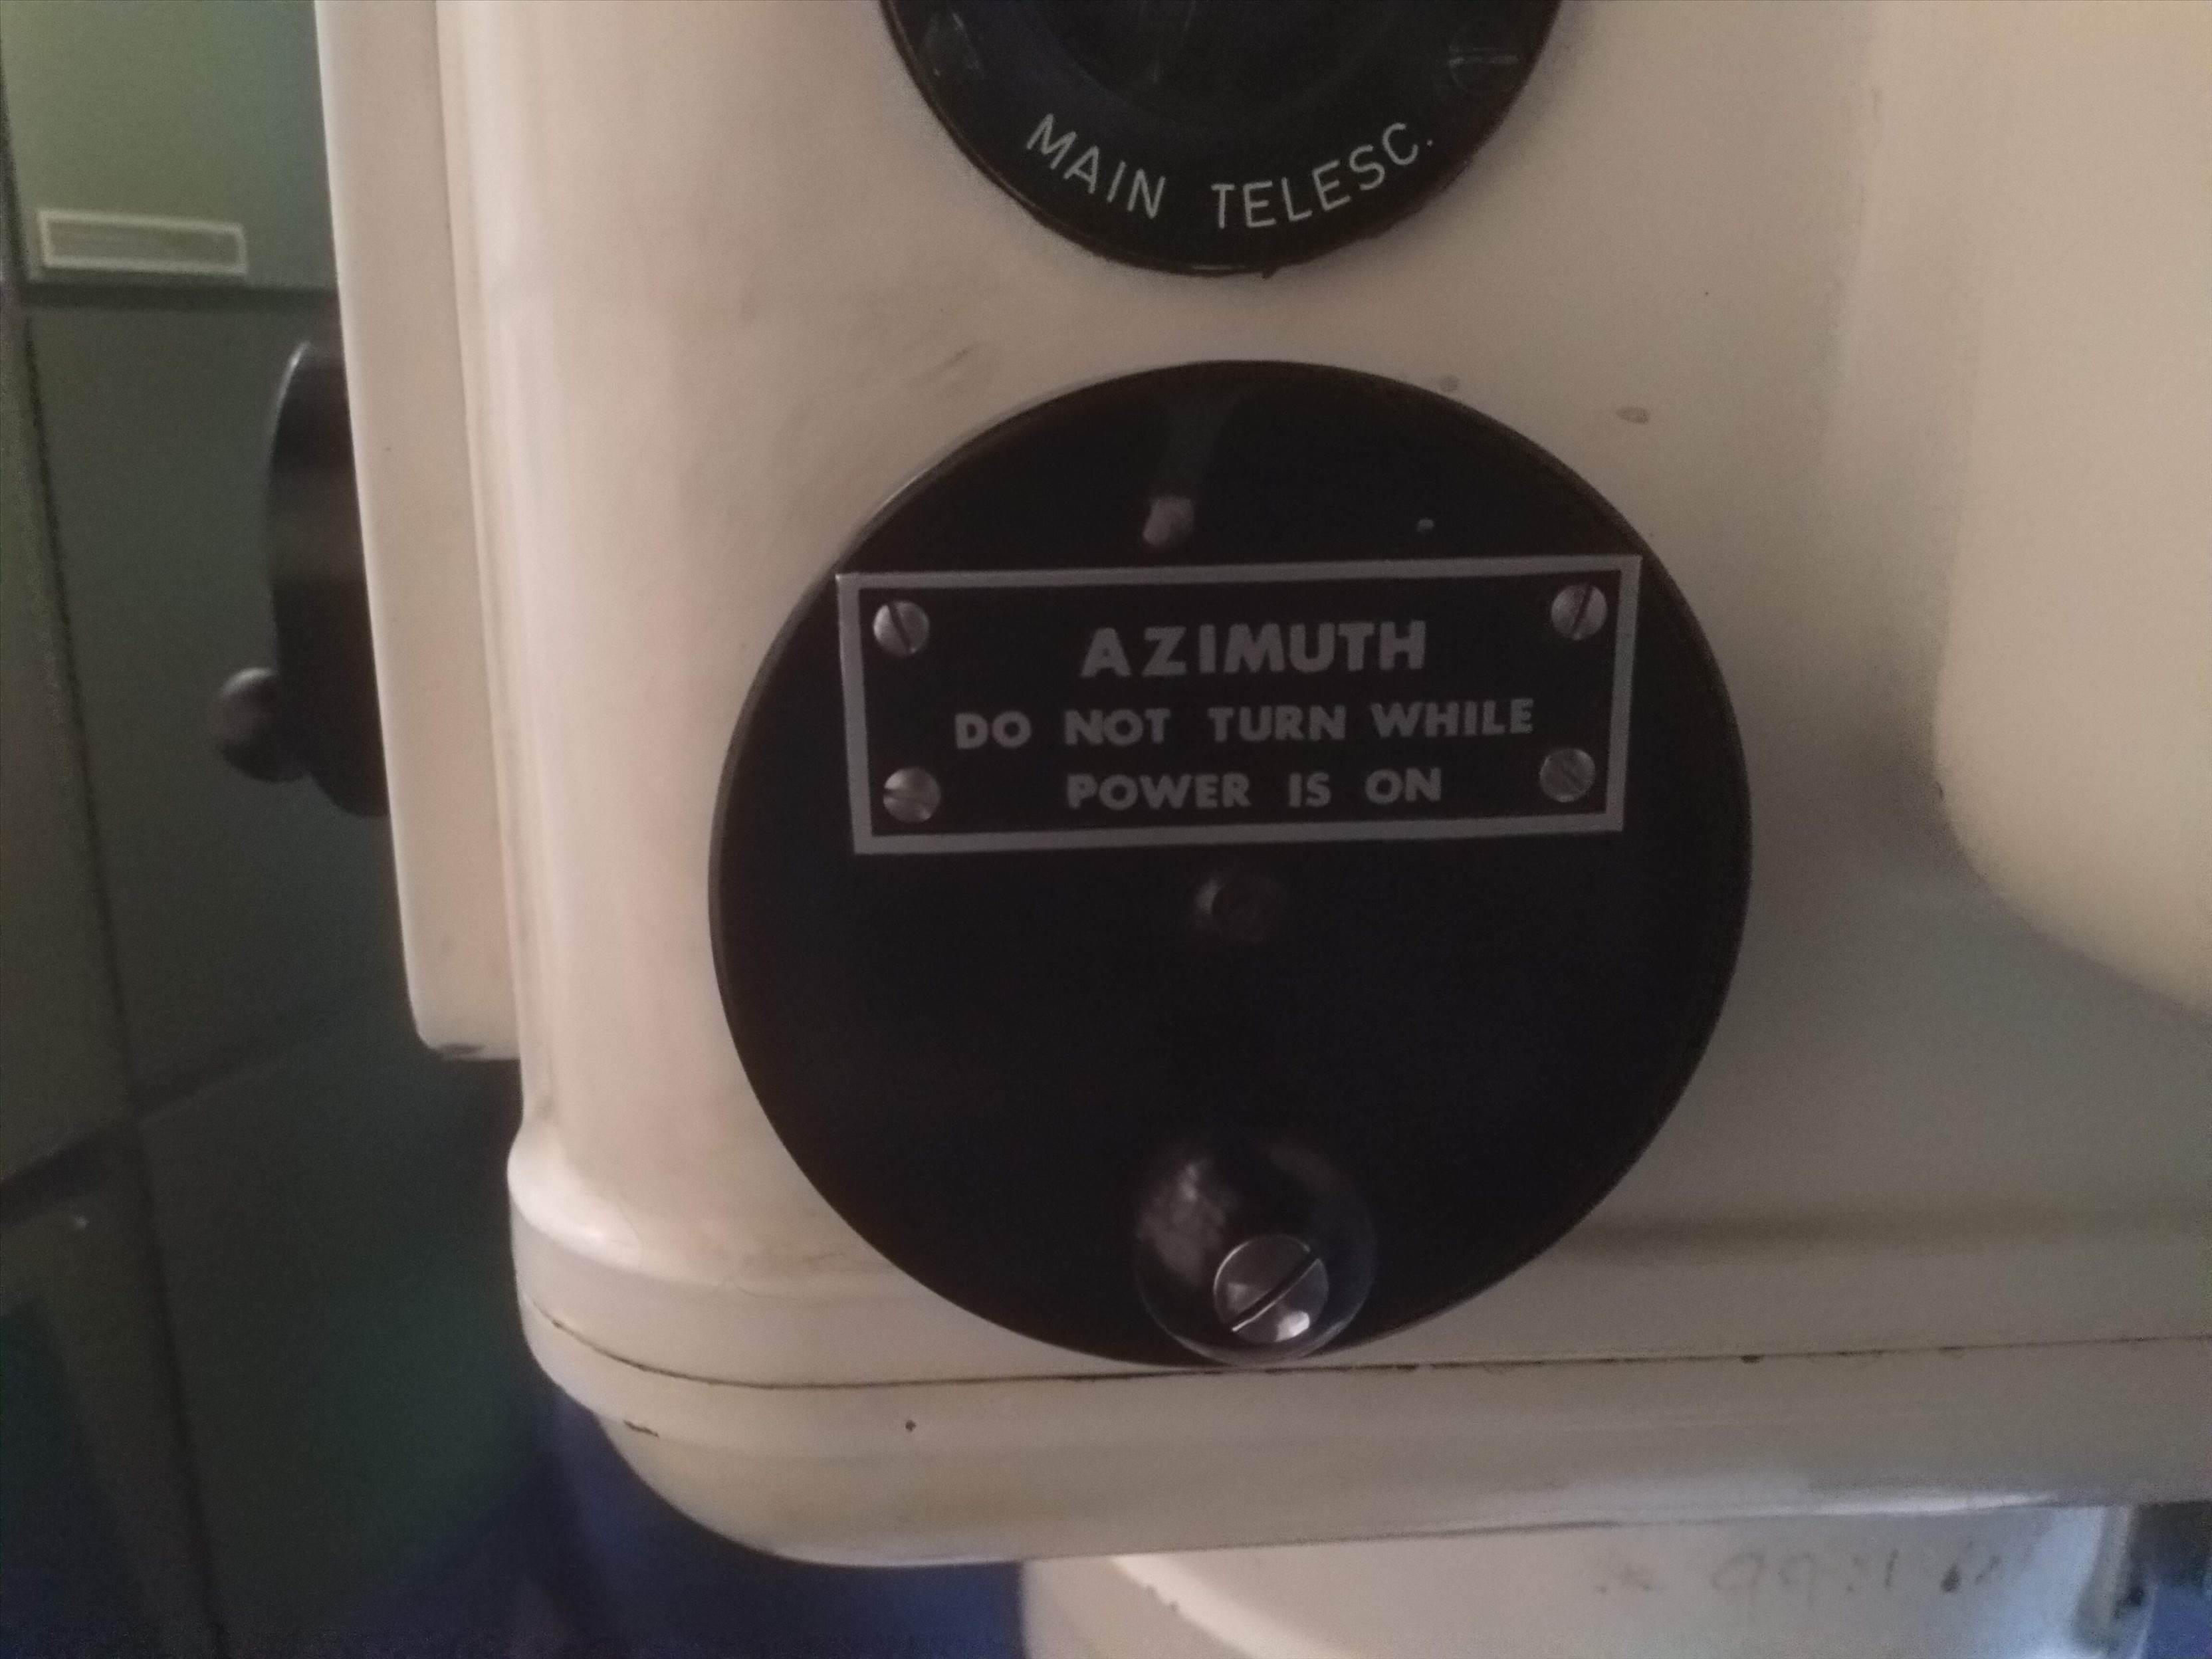 MAIN TELESC.
AZIMUTH
DO NOT TURN WHILE
POWER IS ON